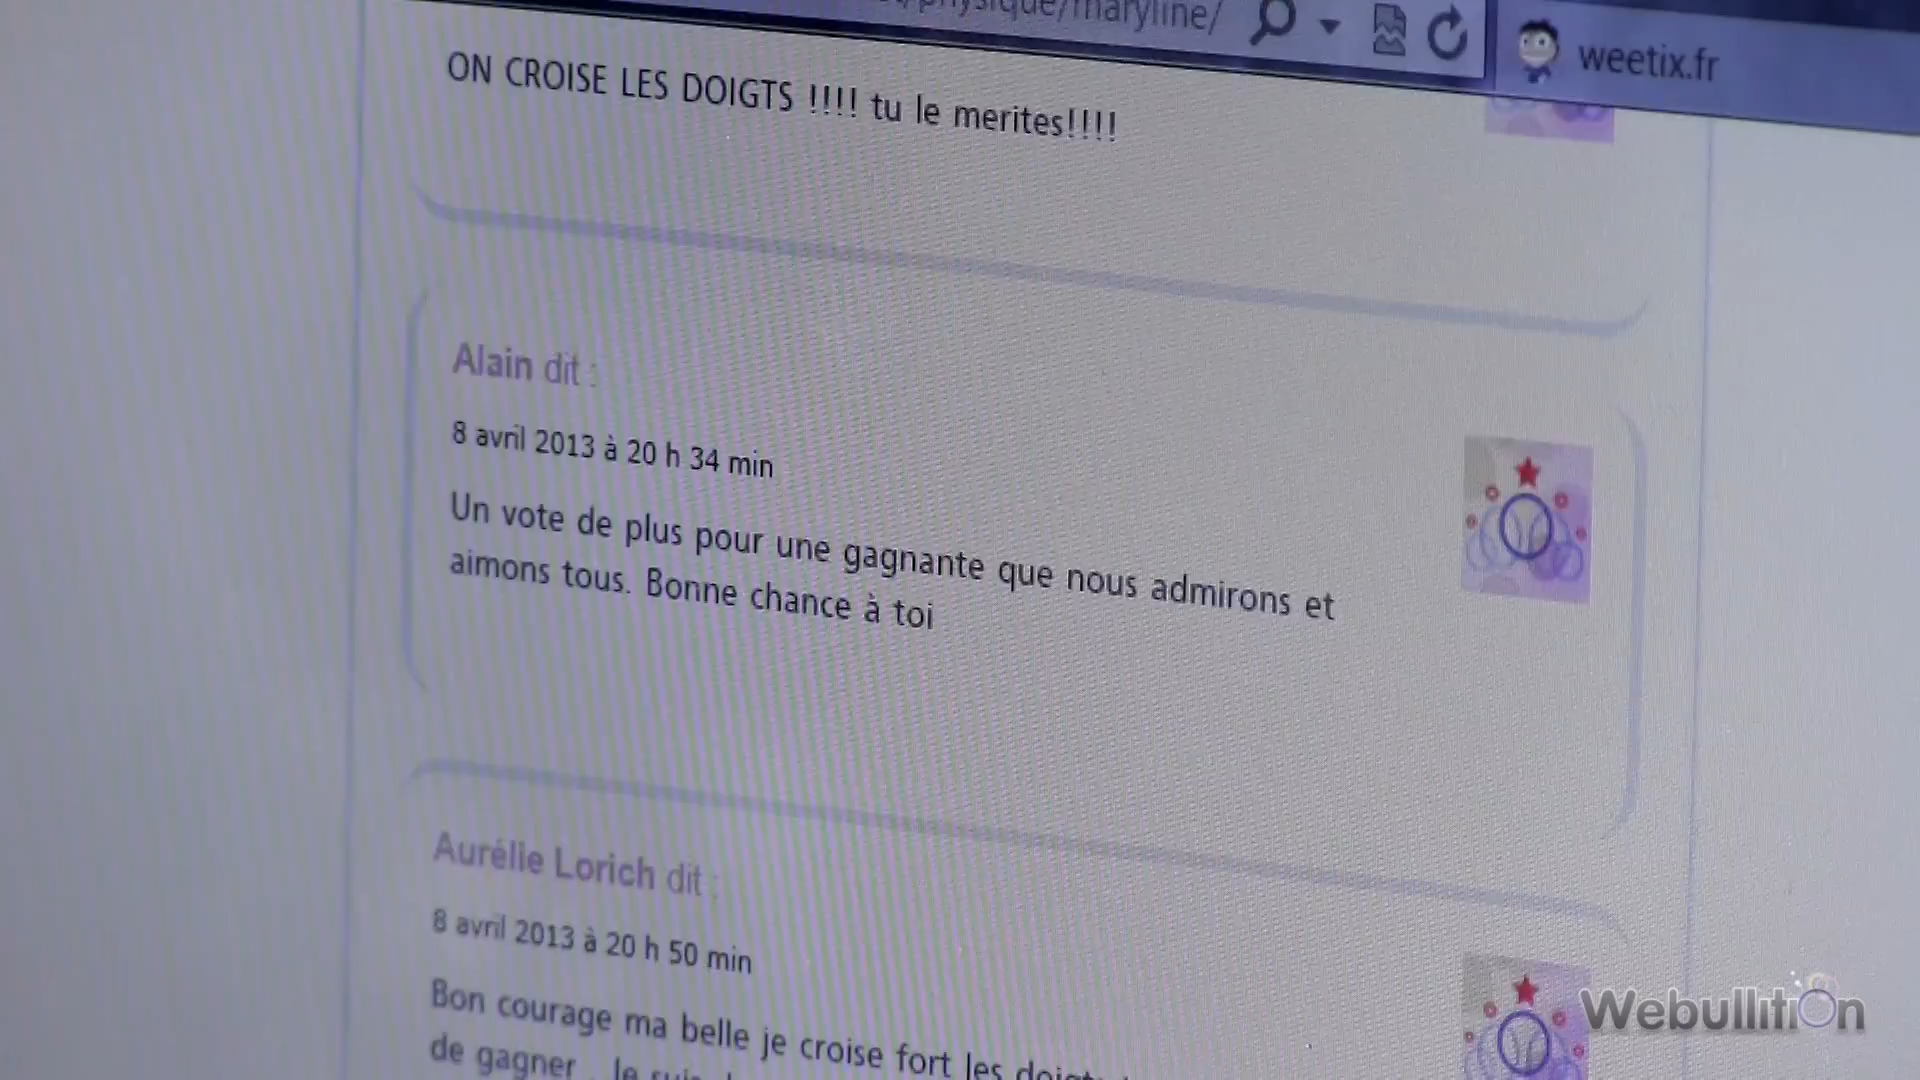 physique/maryline/
weetix.fr
ON CROISE LES DOIGTS !!!! tu le merites!!!!
Alain dit :
8 avril 2013 à 20 h 34 min
Un vote de plus pour une gagnante que nous admirons et
aimons tous. Bonne chance à toi
Aurélie Lorich dit :
8 avril 2013 à 20 h 50 min
Bon courage ma belle je croise fort les
de gagner
Webullition